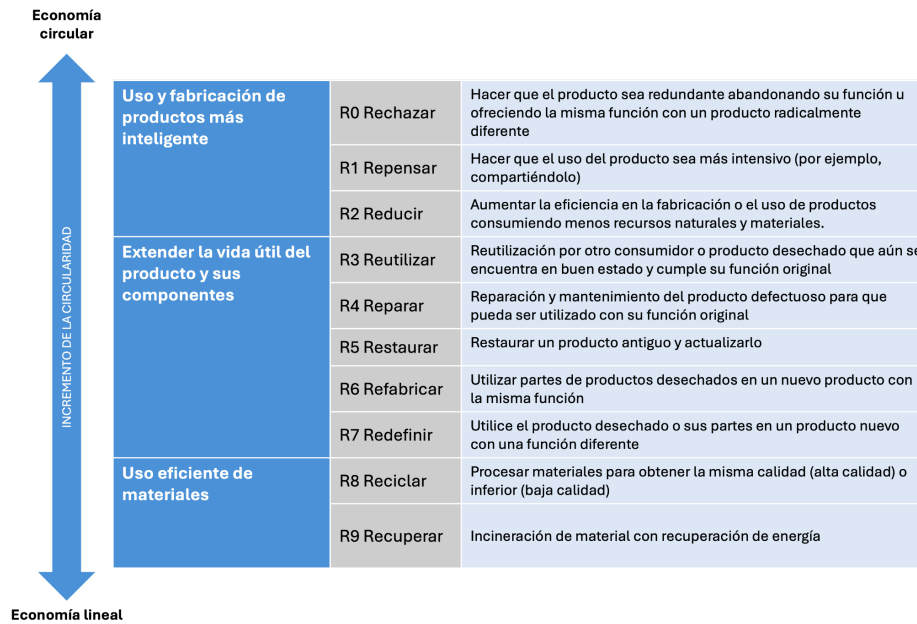 Economía
circular
INCREMENTO DE LA CIRCULARIDAD
Economía lineal
Uso y fabricación de
productos más
inteligente
R0 Rechazar
Hacer que el producto sea redundante abandonando su función u
ofreciendo la misma función con un producto radicalmente
diferente
R1 Repensar
Hacer que el uso del producto sea más intensivo (por ejemplo,
compartiéndolo)
R2 Reducir
Aumentar la eficiencia en la fabricación o el uso de productos
consumiendo menos recursos naturales y materiales.
Extender la vida útil del
producto y sus
componentes
R3 Reutilizar
Reutilización por otro consumidor o producto desechado que aún se
encuentra en buen estado y cumple su función original
R4 Reparar
Reparación y mantenimiento del producto defectuoso para que
pueda ser utilizado con su función original
R5 Restaurar
Restaurar un producto antiguo y actualizarlo
R6 Refabricar
Utilizar partes de productos desechados en un nuevo producto con
la misma función
R7 Redefinir
Utilice el producto desechado o sus partes en un producto nuevo
con una función diferente
Uso eficiente de
materiales
R8 Reciclar
Procesar materiales para obtener la misma calidad (alta calidad) o
inferior (baja calidad)
R9 Recuperar
Incineración de material con recuperación de energía